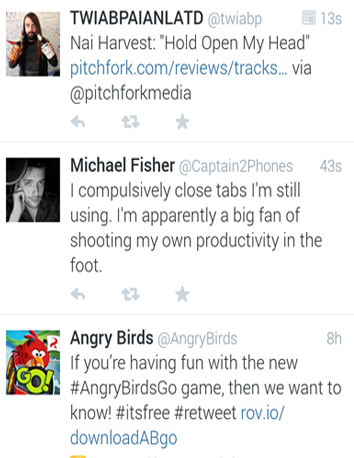 TWIABPAIANLATD @twiabp 13s
Nai Harvest: "Hold Open My Head"
pitchfork.com/reviews/tracks... via
@pitchforkmedia
Michael Fisher @Captain2Phones 43s
I compulsively close tabs I'm still
using. I'm apparently a big fan of
shooting my own productivity in the
foot.
Angry Birds @AngryBirds 8h
If you're having fun with the new
#AngryBirdsGo game, then we want to
know! #itsfree #retweet rov.io/
downloadABgo
GO!